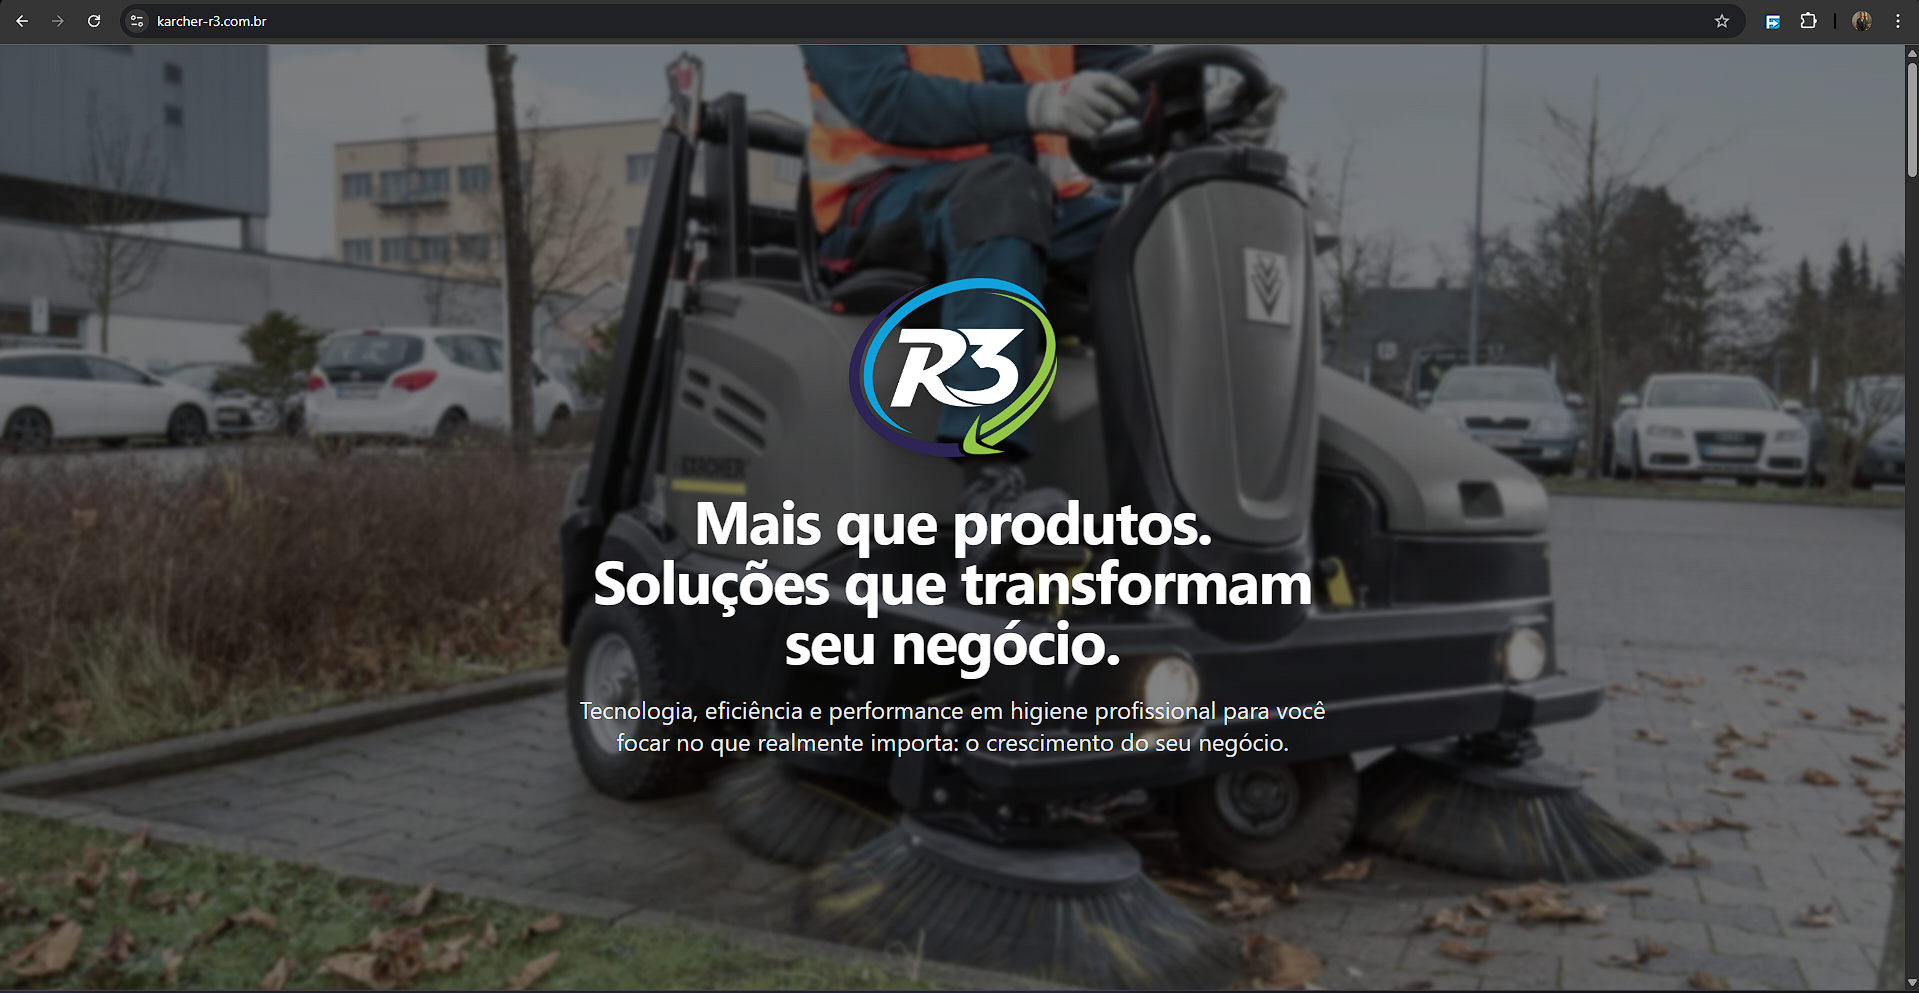 karcher-r3.com.br
R3
KARCHER
Mais que produtos.
Soluções que transformam
seu negócio.
Tecnologia, eficiência e performance em higiene profissional para você
focar no que realmente importa: o crescimento do seu negócio.